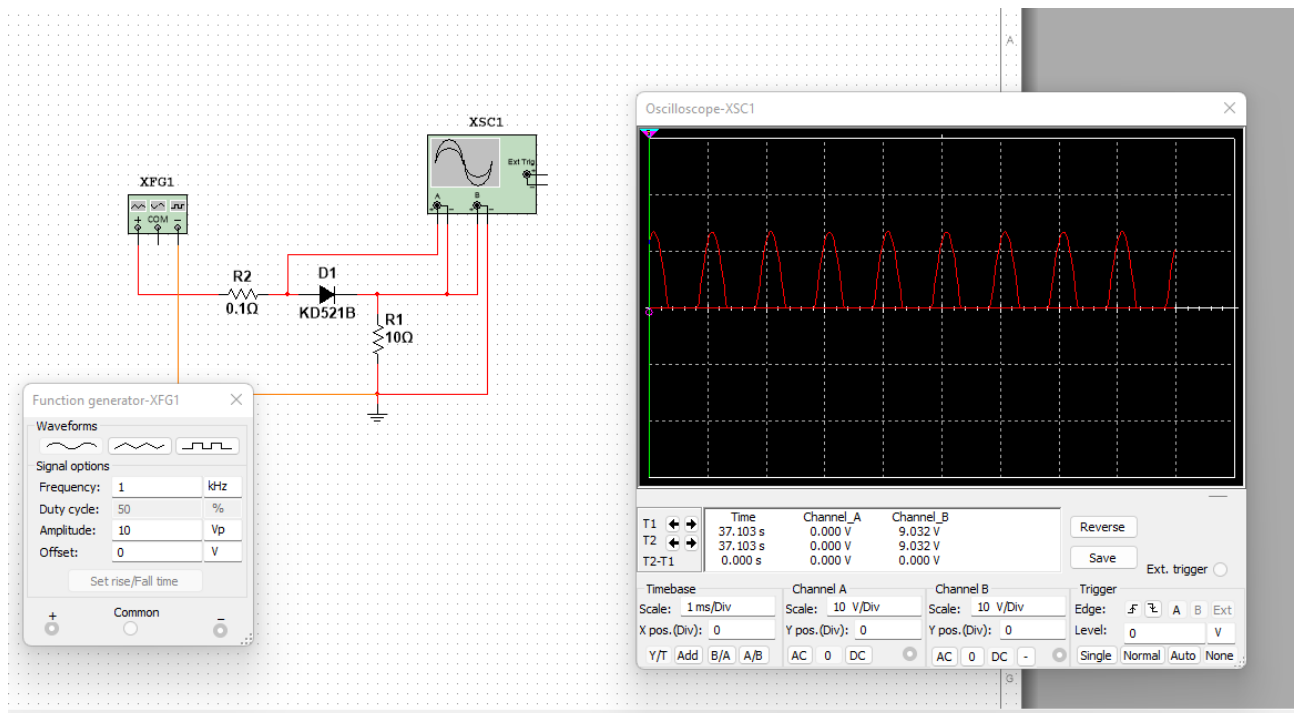 A
XSC1
Ext Trig
A B
XFG1
+ COM −
R2
0.1Ω
D1
KD521B
R1
10Ω
Function generator-XFG1
Waveforms
Signal options
Frequency: 1 kHz
Duty cycle: 50 %
Amplitude: 10 Vp
Offset: 0 V
Set rise/Fall time
+ Common −
Oscilloscope-XSC1
Time Channel_A Channel_B
T1 37.103 s 0.000 V 9.032 V
T2 37.103 s 0.000 V 9.032 V
T2-T1 0.000 s 0.000 V 0.000 V
Reverse
Save
Ext. trigger
Timebase
Scale: 1 ms/Div
X pos.(Div): 0
Y/T Add B/A A/B
Channel A
Scale: 10 V/Div
Y pos.(Div): 0
AC 0 DC
Channel B
Scale: 10 V/Div
Y pos.(Div): 0
AC 0 DC -
Trigger
Edge: A B Ext
Level: 0 V
Single Normal Auto None
G